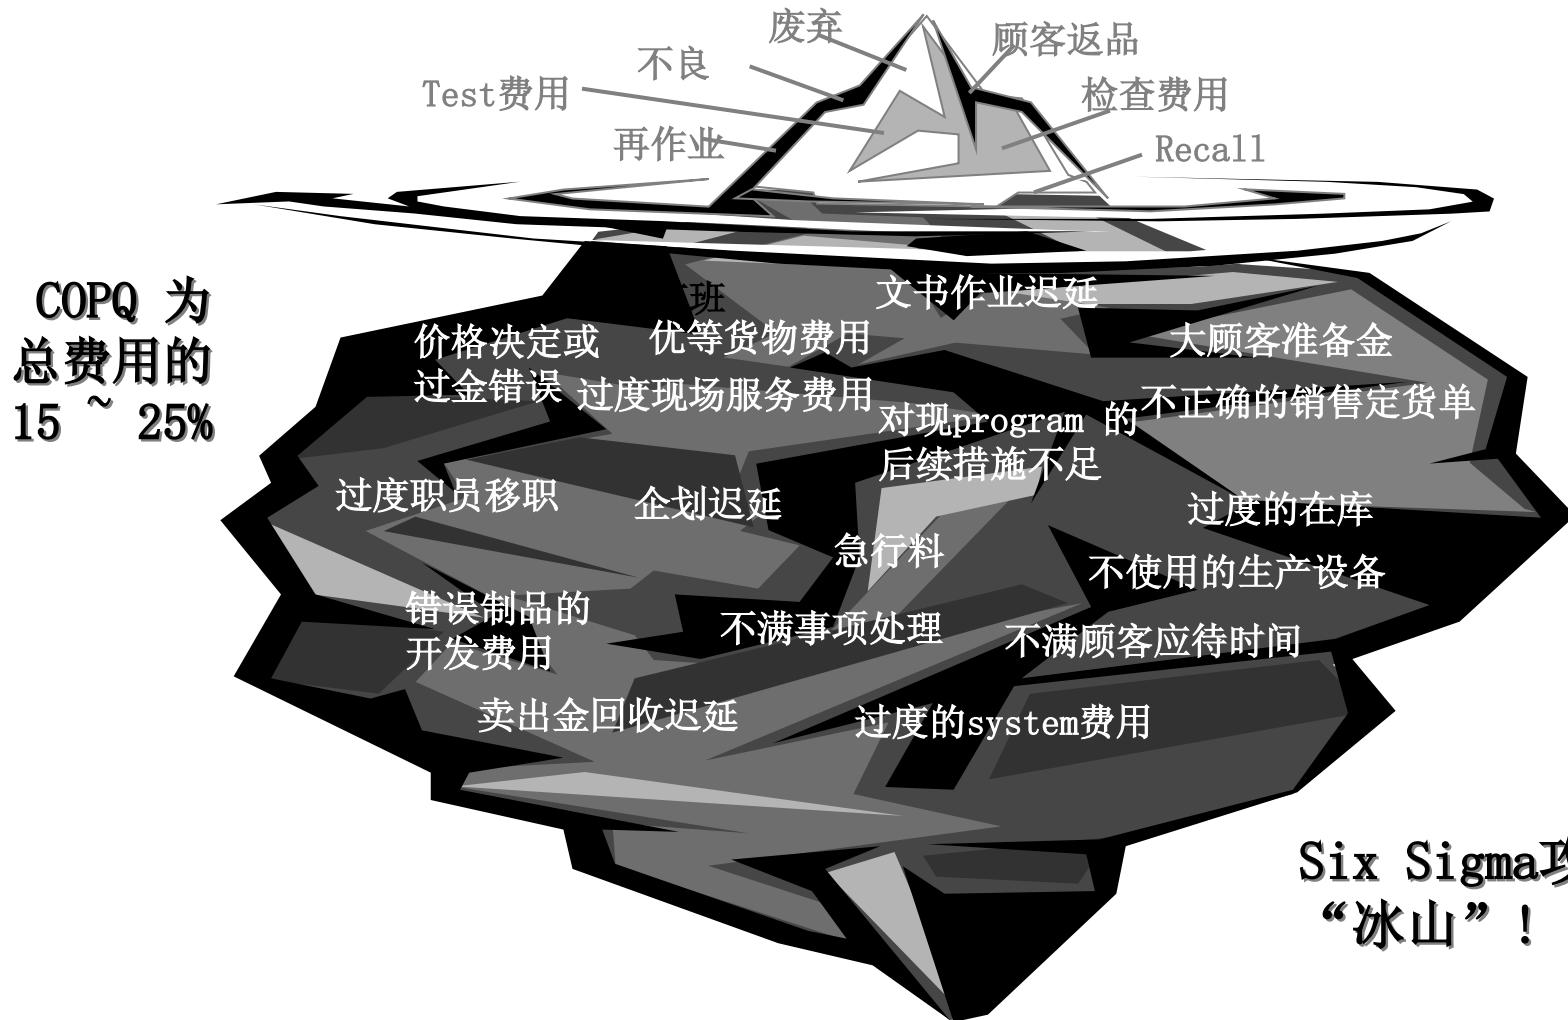 废弃
顾客返品
不良
Test费用
检查费用
再作业
Recall
COPQ 为
总费用的
15 ~ 25%
班
文书作业迟延
价格决定或
过金错误
优等货物费用
大顾客准备金
过度现场服务费用
不正确的销售定货单
对现program 的
后续措施不足
过度职员移职
企划迟延
过度的在库
急行料
不使用的生产设备
错误制品的
开发费用
不满事项处理
不满顾客应待时间
卖出金回收迟延
过度的system费用
Six Sigma攻
“冰山”！